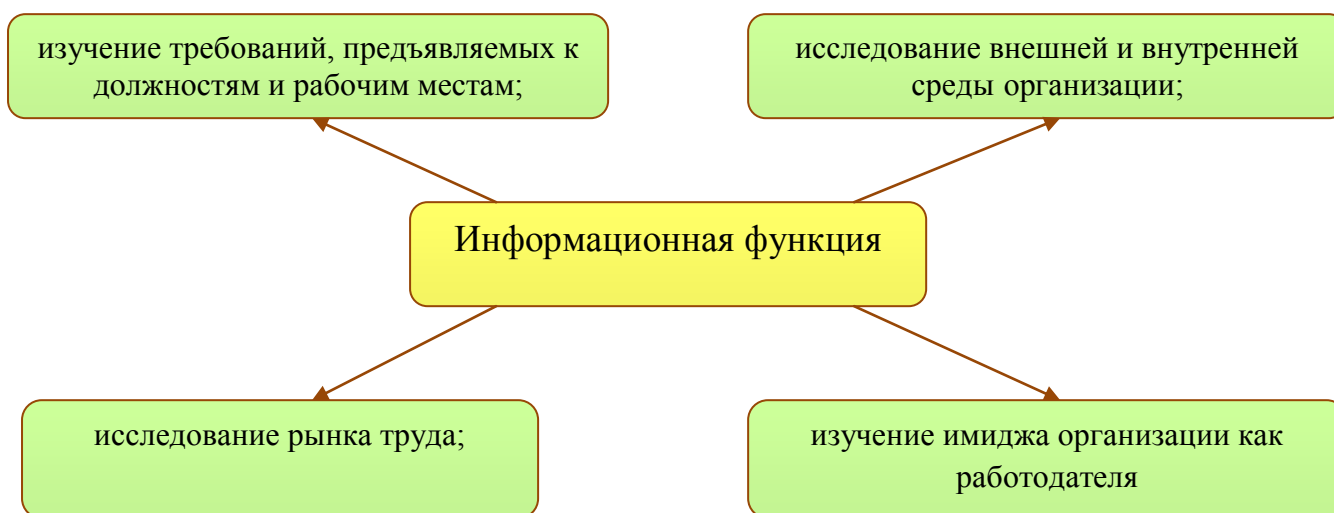 изучение требований, предъявляемых к
должностям и рабочим местам;
исследование внешней и внутренней
среды организации;
Информационная функция
исследование рынка труда;
изучение имиджа организации как
работодателя